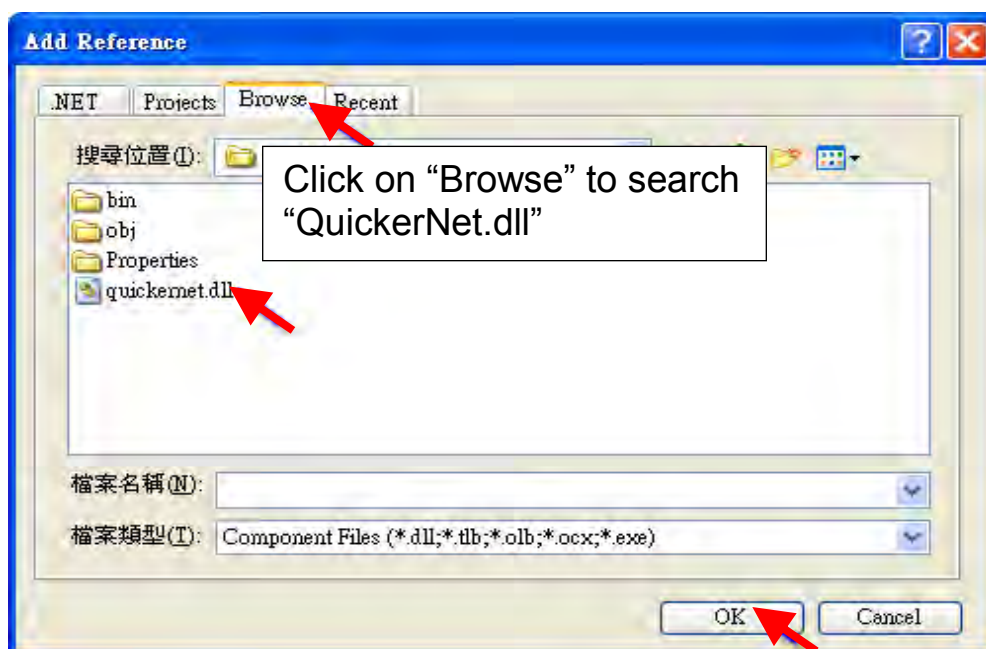 Add Reference
.NET Projects Browse Recent
搜尋位置(I):
Click on “Browse” to search
“QuickerNet.dll”
bin
obj
Properties
quickernet.dll
檔案名稱(N):
檔案類型(T): Component Files (*.dll;*.tlb;*.olb;*.ocx;*.exe)
OK Cancel